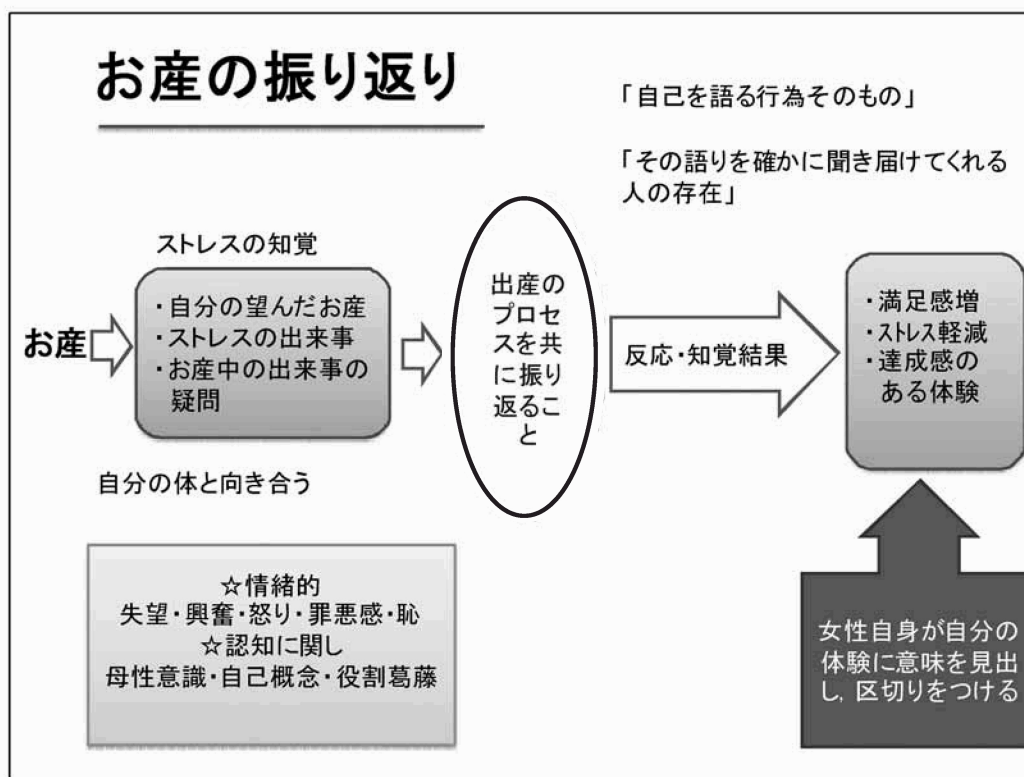 お産の振り返り
「自己を語る行為そのもの」
「その語りを確かに聞き届けてくれる
人の存在」
ストレスの知覚
お産
・自分の望んだお産
・ストレスの出来事
・お産中の出来事の
疑問
出産の
プロセ
スを共
に振り
返るこ
と
反応・知覚結果
・満足感増
・ストレス軽減
・達成感の
ある体験
自分の体と向き合う
☆情緒的
失望・興奮・怒り・罪悪感・恥
☆認知に関し
母性意識・自己概念・役割葛藤
女性自身が自分の
体験に意味を見出
し, 区切りをつける